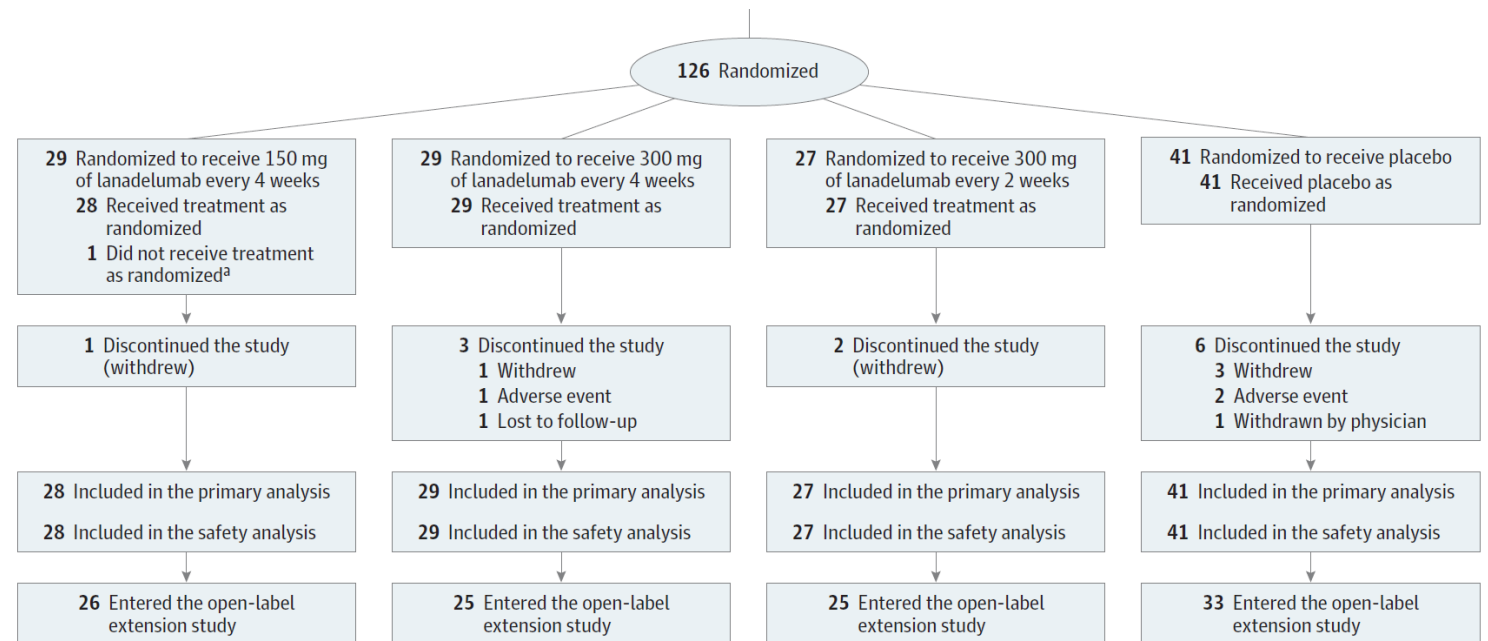 126 Randomized
29 Randomized to receive 150 mg
of lanadelumab every 4 weeks
28 Received treatment as
randomized
1 Did not receive treatment
as randomizedᵃ
29 Randomized to receive 300 mg
of lanadelumab every 4 weeks
29 Received treatment as
randomized
27 Randomized to receive 300 mg
of lanadelumab every 2 weeks
27 Received treatment as
randomized
41 Randomized to receive placebo
41 Received placebo as
randomized
1 Discontinued the study
(withdrew)
3 Discontinued the study
1 Withdrew
1 Adverse event
1 Lost to follow-up
2 Discontinued the study
(withdrew)
6 Discontinued the study
3 Withdrew
2 Adverse event
1 Withdrawn by physician
28 Included in the primary analysis
28 Included in the safety analysis
29 Included in the primary analysis
29 Included in the safety analysis
27 Included in the primary analysis
27 Included in the safety analysis
41 Included in the primary analysis
41 Included in the safety analysis
26 Entered the open-label
extension study
25 Entered the open-label
extension study
25 Entered the open-label
extension study
33 Entered the open-label
extension study